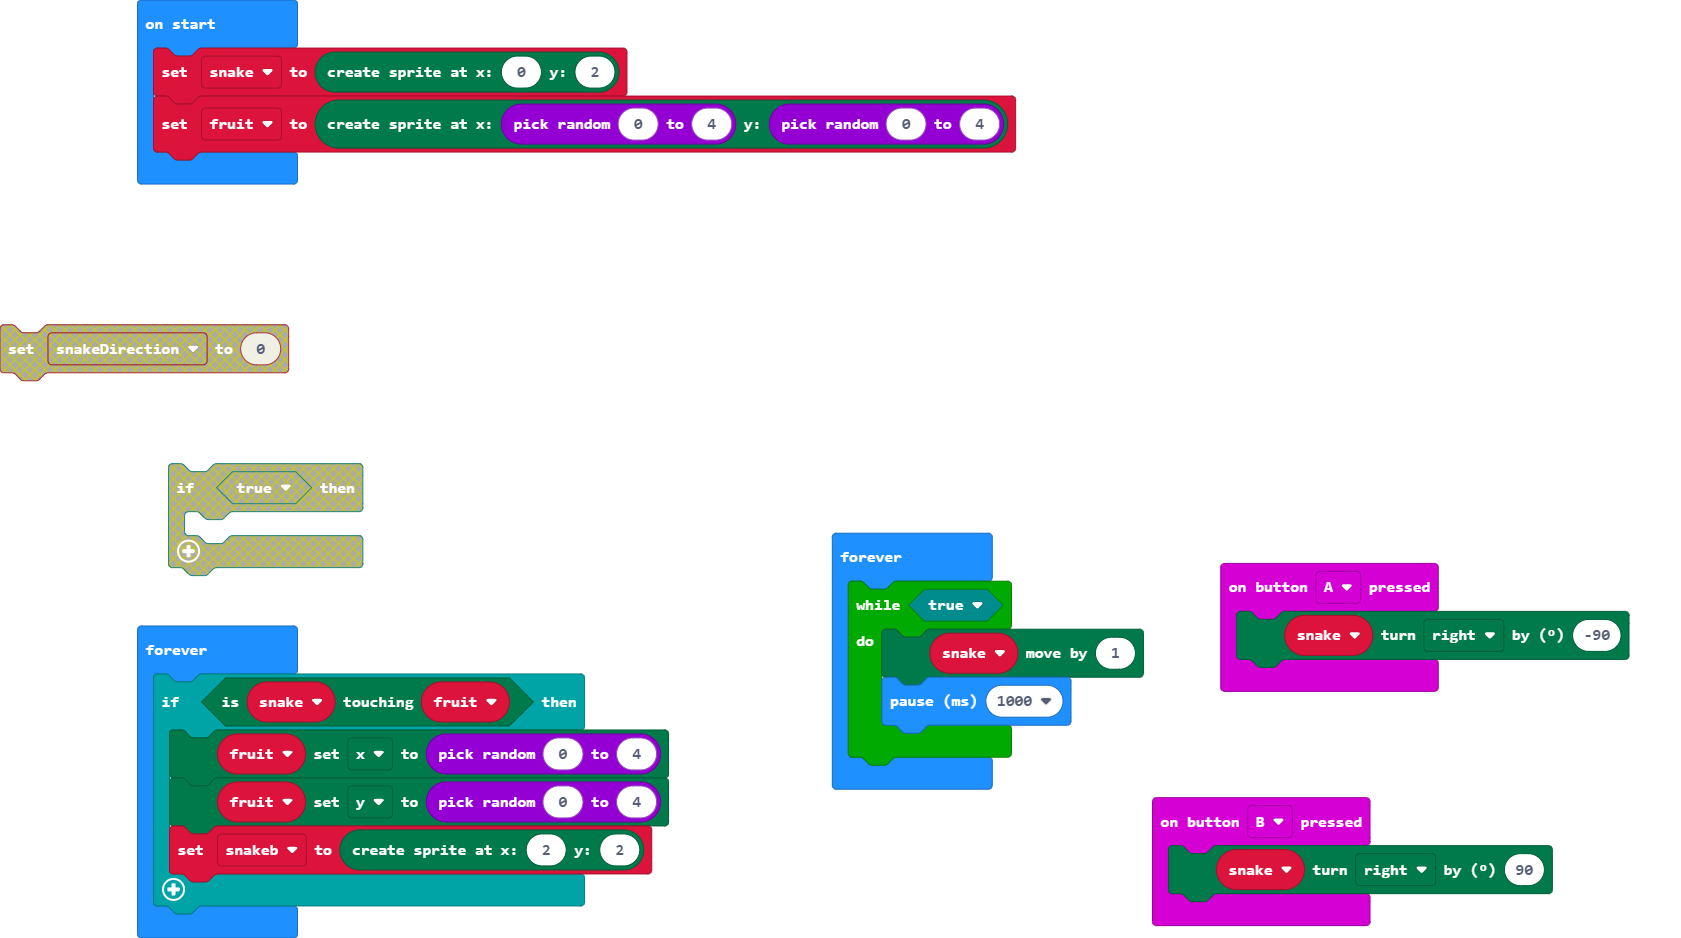 on start
set snake to create sprite at x: 0 y: 2
set fruit to create sprite at x: pick random 0 to 4 y: pick random 0 to 4
set snakeDirection to 0
if true then
forever
if is snake touching fruit then
fruit set x to pick random 0 to 4
fruit set y to pick random 0 to 4
set snakeb to create sprite at x: 2 y: 2
forever
while true
do snake move by 1
pause (ms) 1000
on button A pressed
snake turn right by (º) -90
on button B pressed
snake turn right by (º) 90